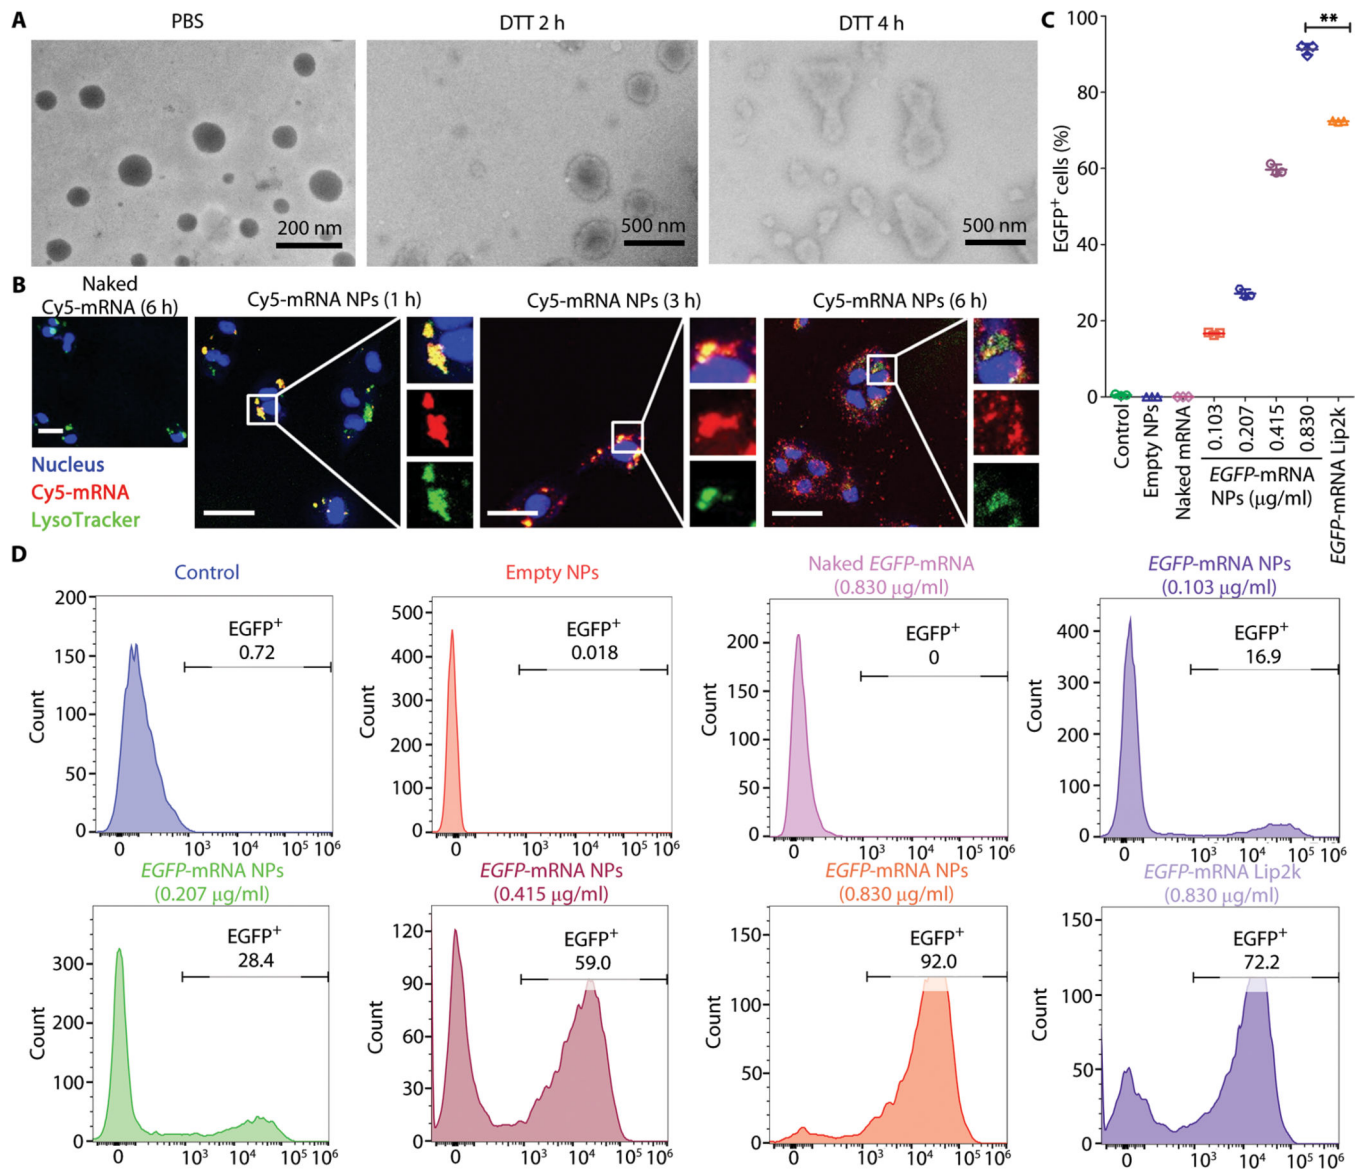 A
PBS
DTT 2 h
DTT 4 h
200 nm
500 nm
500 nm
B
Naked
Cy5-mRNA (6 h)
Cy5-mRNA NPs (1 h)
Cy5-mRNA NPs (3 h)
Cy5-mRNA NPs (6 h)
Nucleus
Cy5-mRNA
LysoTracker
C
**
EGFP+ cells (%)
100
80
60
40
20
0
Control
Empty NPs
Naked mRNA
0.103
0.207
0.415
0.830
EGFP-mRNA
NPs (μg/ml)
EGFP-mRNA Lip2k
D
Control
EGFP+
0.72
Count
200
150
100
50
0
0 10³ 10⁴ 10⁵ 10⁶
Empty NPs
EGFP+
0.018
Count
500
400
300
200
100
0
0 10³ 10⁴ 10⁵ 10⁶
Naked EGFP-mRNA
(0.830 μg/ml)
EGFP+
0
Count
200
150
100
50
0
0 10³ 10⁴ 10⁵ 10⁶
EGFP-mRNA NPs
(0.103 μg/ml)
EGFP+
16.9
Count
400
300
200
100
0
0 10³ 10⁴ 10⁵ 10⁶
EGFP-mRNA NPs
(0.207 μg/ml)
EGFP+
28.4
Count
300
200
100
0
0 10³ 10⁴ 10⁵ 10⁶
EGFP-mRNA NPs
(0.415 μg/ml)
EGFP+
59.0
Count
120
90
60
30
0
0 10³ 10⁴ 10⁵ 10⁶
EGFP-mRNA NPs
(0.830 μg/ml)
EGFP+
92.0
Count
150
100
50
0
0 10³ 10⁴ 10⁵ 10⁶
EGFP-mRNA Lip2k
(0.830 μg/ml)
EGFP+
72.2
Count
150
100
50
0
0 10³ 10⁴ 10⁵ 10⁶